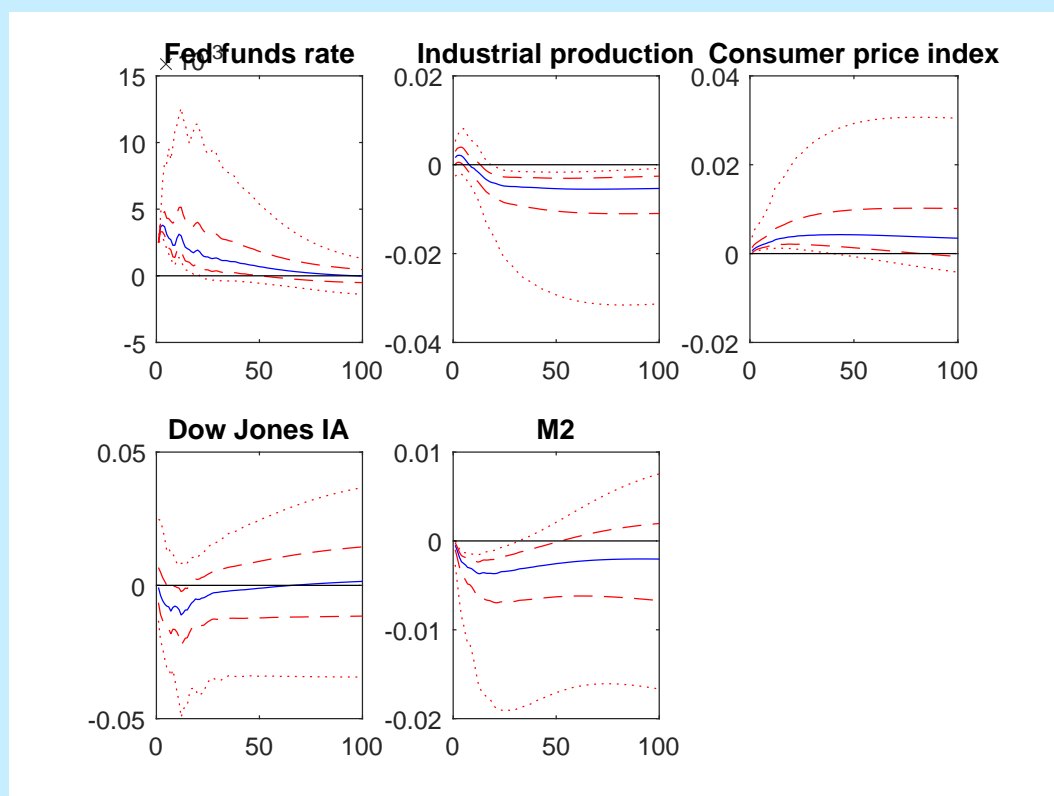 Fed funds rate
× 10^-3
15
10
5
0
-5
0 50 100
Industrial production
0.02
0
-0.02
-0.04
0 50 100
Consumer price index
0.04
0.02
0
-0.02
0 50 100
Dow Jones IA
0.05
0
-0.05
0 50 100
M2
0.01
0
-0.01
-0.02
0 50 100